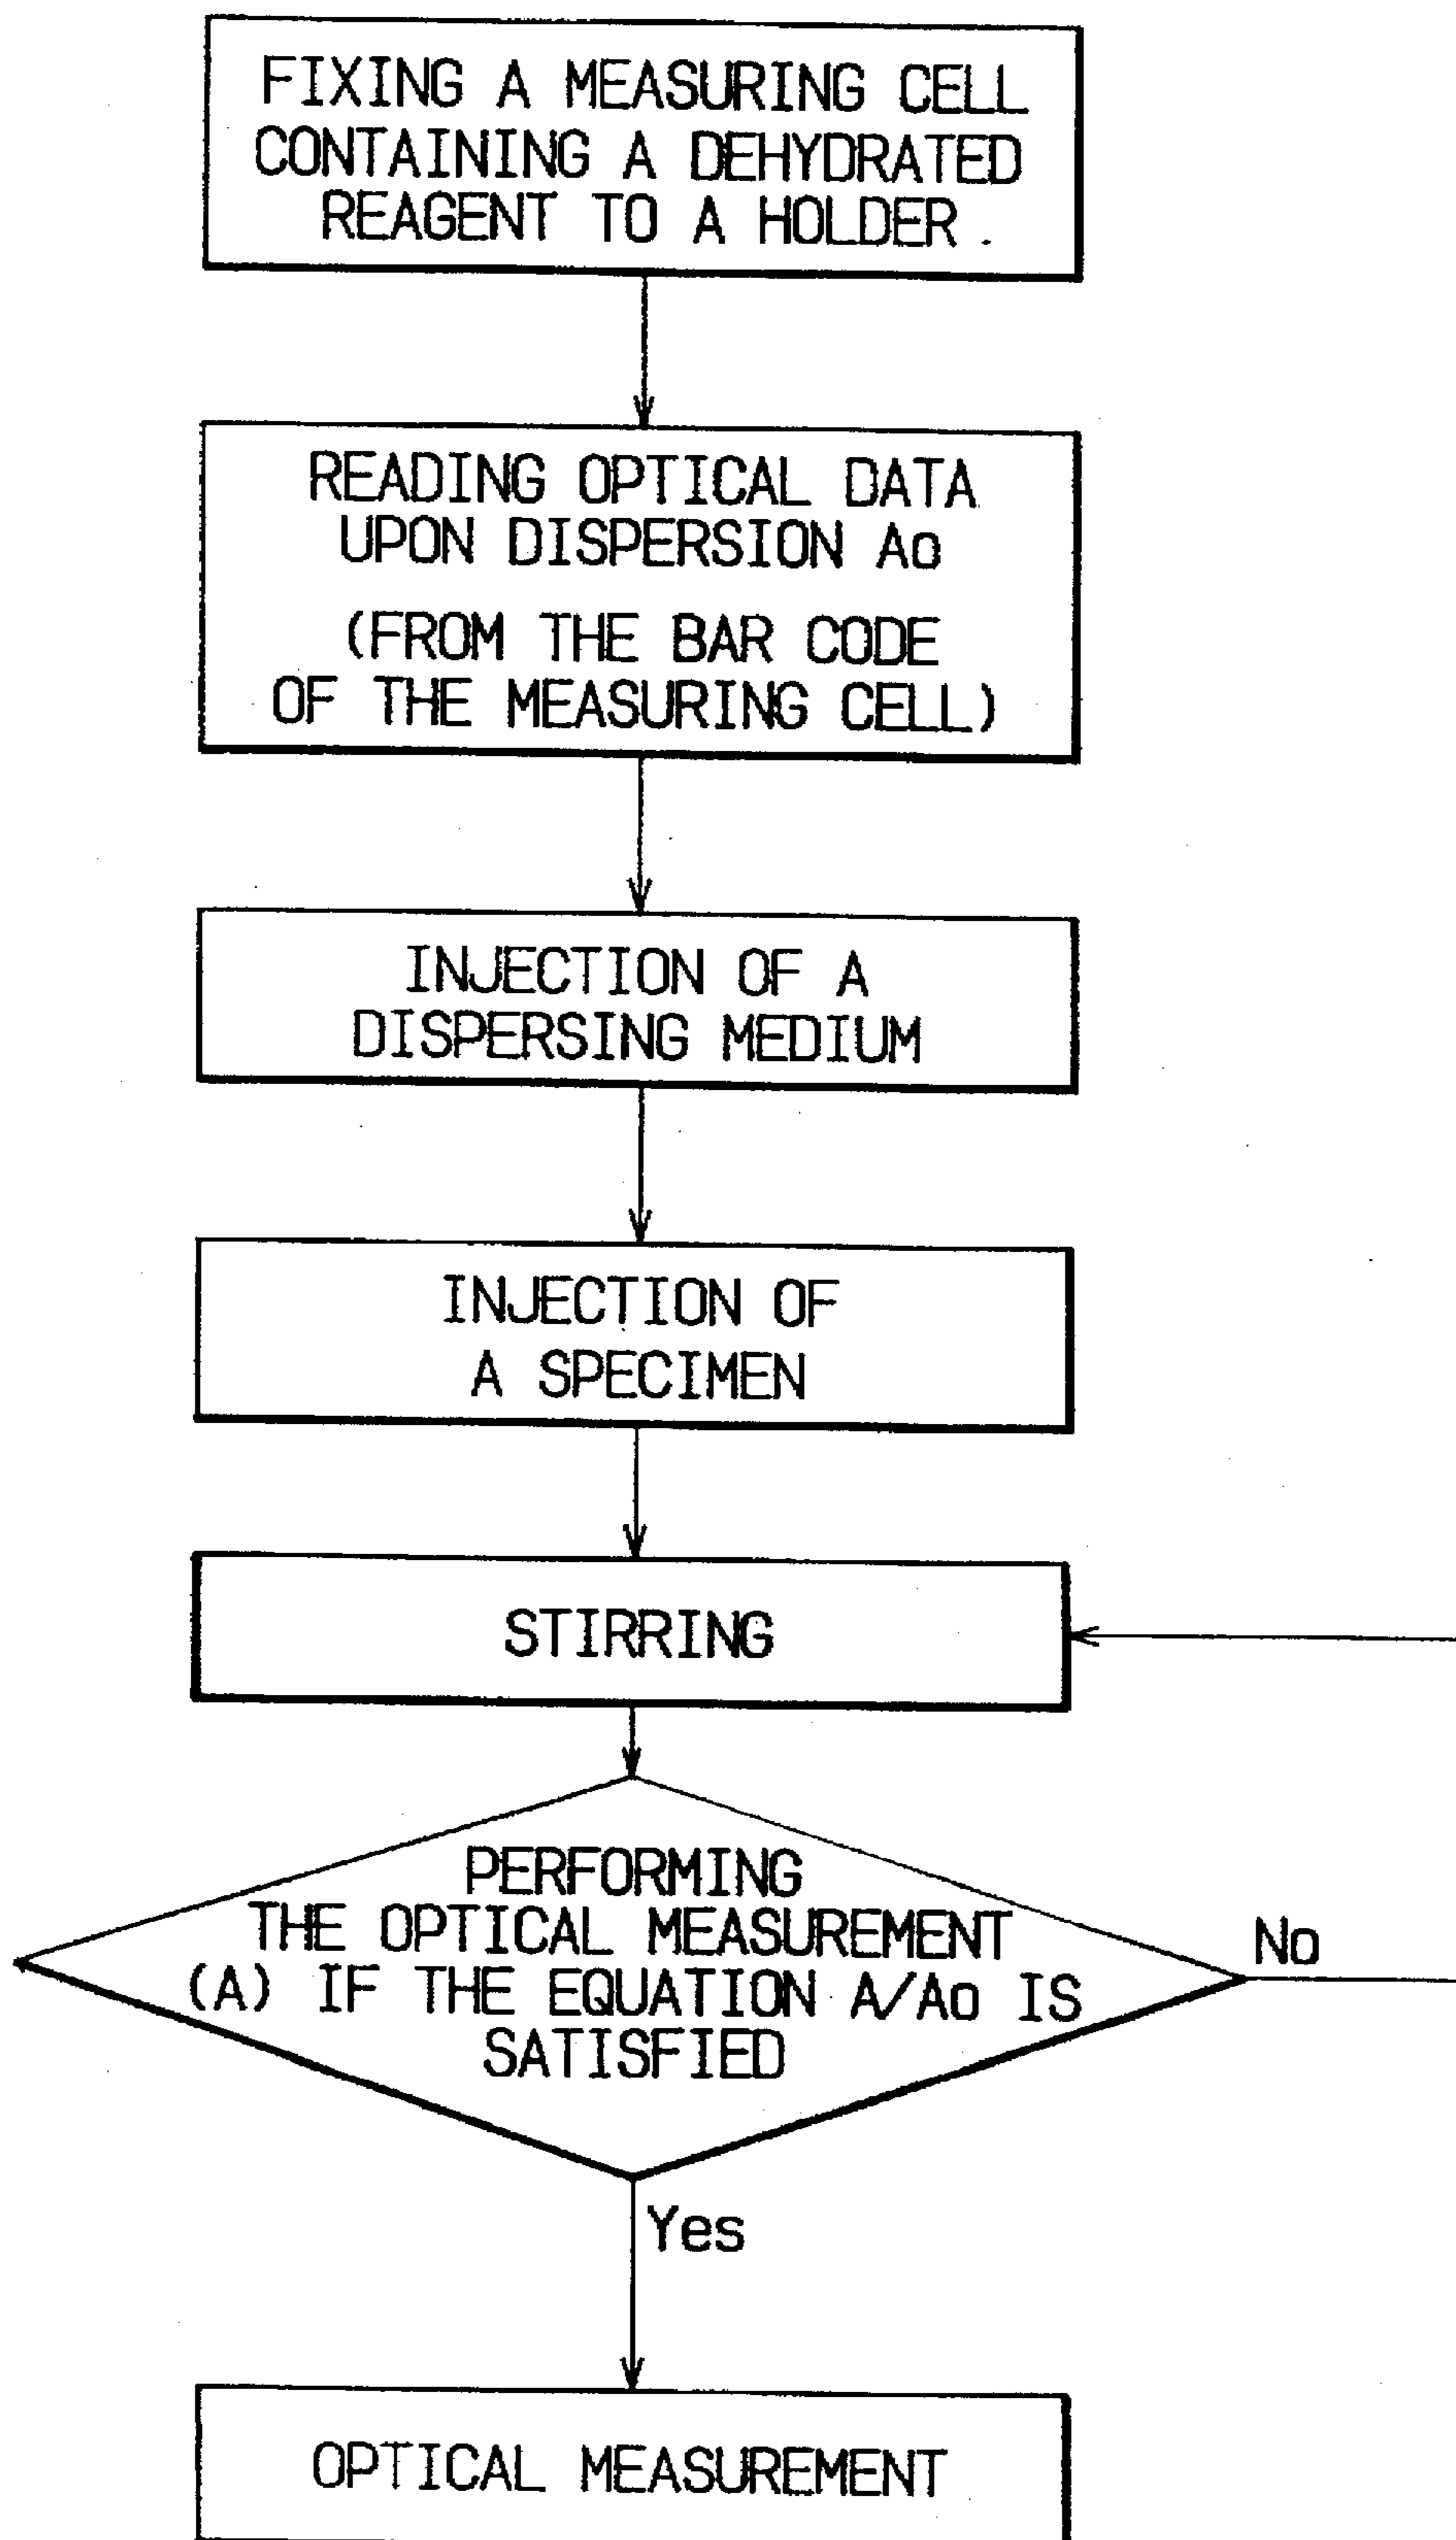 FIXING A MEASURING CELL
CONTAINING A DEHYDRATED
REAGENT TO A HOLDER.
READING OPTICAL DATA
UPON DISPERSION Ao
(FROM THE BAR CODE
OF THE MEASURING CELL)
INJECTION OF A
DISPERSING MEDIUM
INJECTION OF
A SPECIMEN
STIRRING
PERFORMING
THE OPTICAL MEASUREMENT
(A) IF THE EQUATION A/Ao IS
SATISFIED
No
Yes
OPTICAL MEASUREMENT